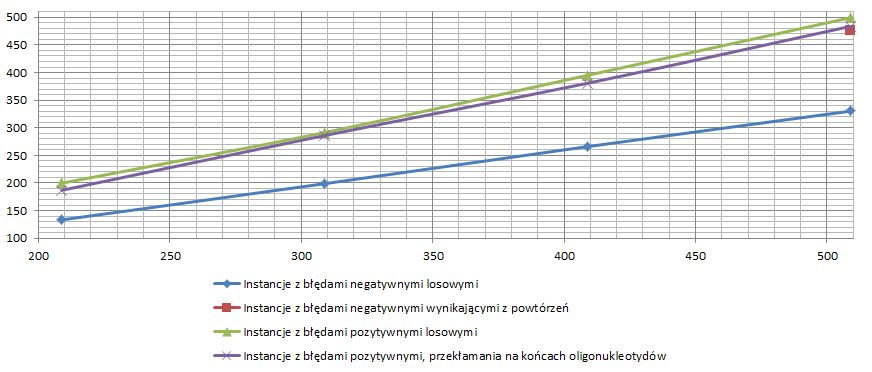 500
450
400
350
300
250
200
150
100
200 250 300 350 400 450 500
Instancje z błędami negatywnymi losowymi
Instancje z błędami negatywnymi wynikającymi z powtórzeń
Instancje z błędami pozytywnymi losowymi
Instancje z błędami pozytywnymi, przekłamania na końcach oligonukleotydów